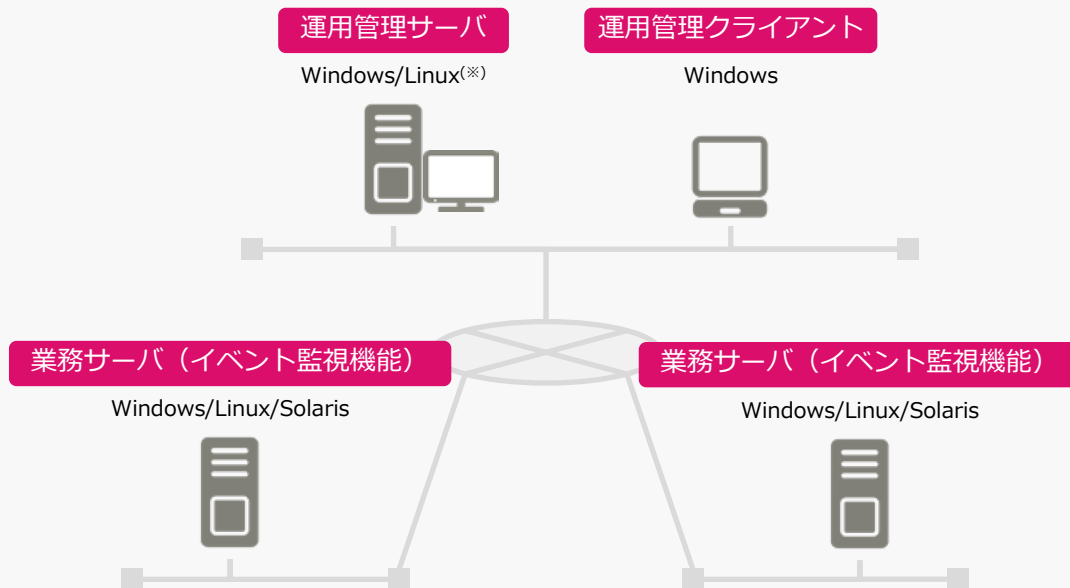 運用管理サーバ
運用管理クライアント
Windows/Linux(※)
Windows
業務サーバ（イベント監視機能）
業務サーバ（イベント監視機能）
Windows/Linux/Solaris
Windows/Linux/Solaris